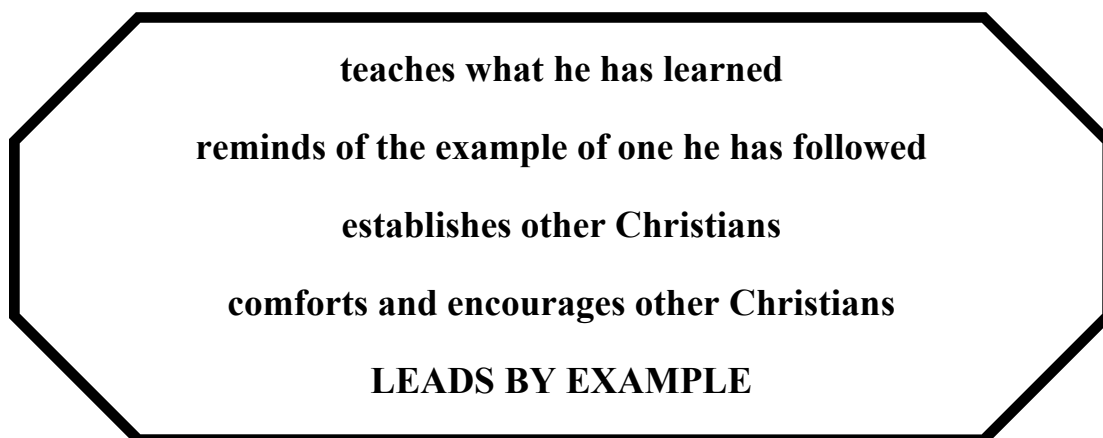 teaches what he has learned
reminds of the example of one he has followed
establishes other Christians
comforts and encourages other Christians
LEADS BY EXAMPLE